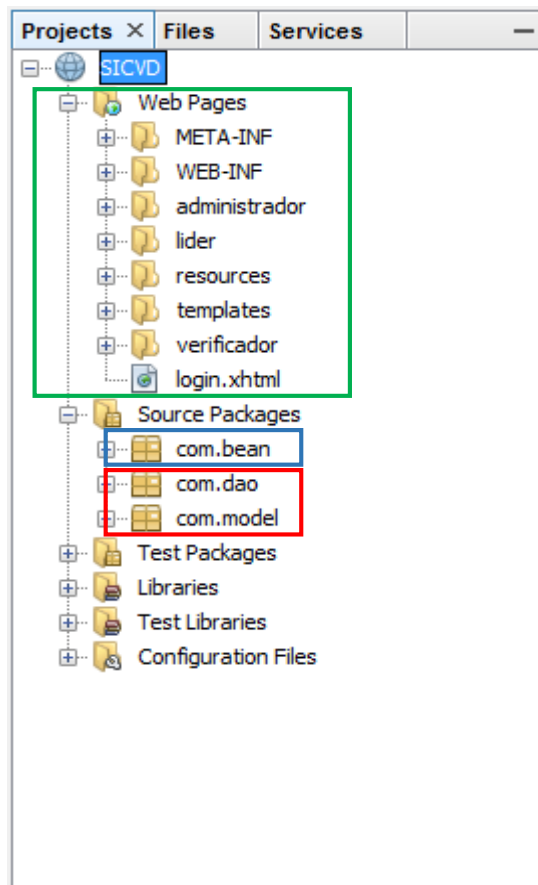 Projects × Files Services
SICVD
Web Pages
META-INF
WEB-INF
administrador
lider
resources
templates
verificador
login.xhtml
Source Packages
com.bean
com.dao
com.model
Test Packages
Libraries
Test Libraries
Configuration Files